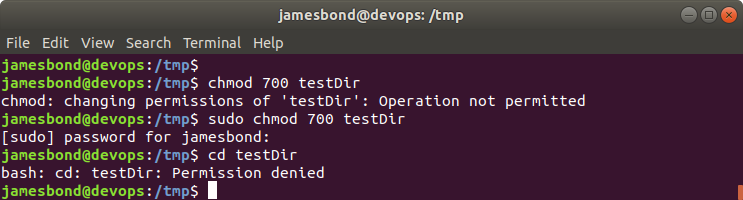 jamesbond@devops: /tmp
File Edit View Search Terminal Help
jamesbond@devops:/tmp$
jamesbond@devops:/tmp$ chmod 700 testDir
chmod: changing permissions of 'testDir': Operation not permitted
jamesbond@devops:/tmp$ sudo chmod 700 testDir
[sudo] password for jamesbond:
jamesbond@devops:/tmp$ cd testDir
bash: cd: testDir: Permission denied
jamesbond@devops:/tmp$